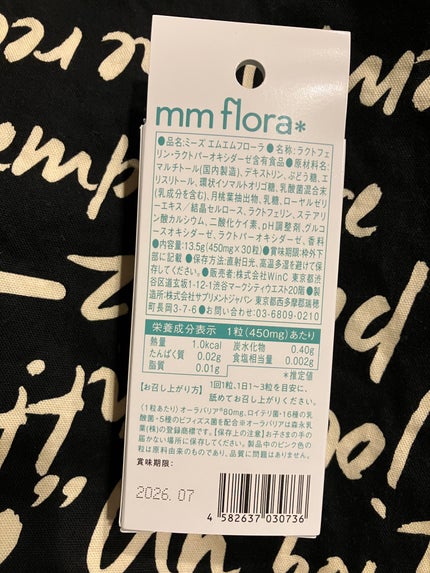 mm flora*
●品名:ミーズ エムエムフローラ ●名称:ラクトフェ
リン・ラクトパーオキシダーゼ含有食品 ●原材料名:
マルチトール(国内製造)、デキストリン、ぶどう糖、エ
リスリトール、環状イソマルトオリゴ糖、乳酸菌混合末
(乳成分を含む)、月桃葉抽出物、乳糖、ローヤルゼ
リーエキス/結晶セルロース、ラクトフェリン、ステアリ
ン酸カルシウム、二酸化ケイ素、pH調整剤、グルコ
ースオキシダーゼ、ラクトパーオキシダーゼ、香料
●内容量:13.5g(450mg×30粒) ●賞味期限:枠外下
部に記載 ●保存方法:直射日光、高温多湿を避けて保
存してください。●販売者:株式会社WinC 東京都渋
谷区道玄坂1-12-1渋谷マークシティウエスト20階 ●製
造所:株式会社サプリメントジャパン 東京都西多摩郡瑞穂
町長岡3-7-6 ●お問い合わせ:03-6809-0210
栄養成分表示 1粒(450mg)あたり
熱量 1.0kcal 炭水化物 0.40g
たんぱく質 0.02g 食塩相当量 0.002g
脂質 0.01g *推定値
【お召し上がり方】 1回1粒、1日1~3粒を目安に、
舐めてお召し上がりください。
(1粒あたり)オーラバリア®80mg、ロイテリ菌・16種の乳
酸菌・5種のビフィズス菌を配合※オーラバリアは森永乳
業(株)の登録商標です。【保存上の注意】お子さまの手
の届かない場所に保存してください。製品中のピンク色の
粒は原料由来のものであり、品質に問題はありません。
賞味期限:
2026.07
4 582637 030736